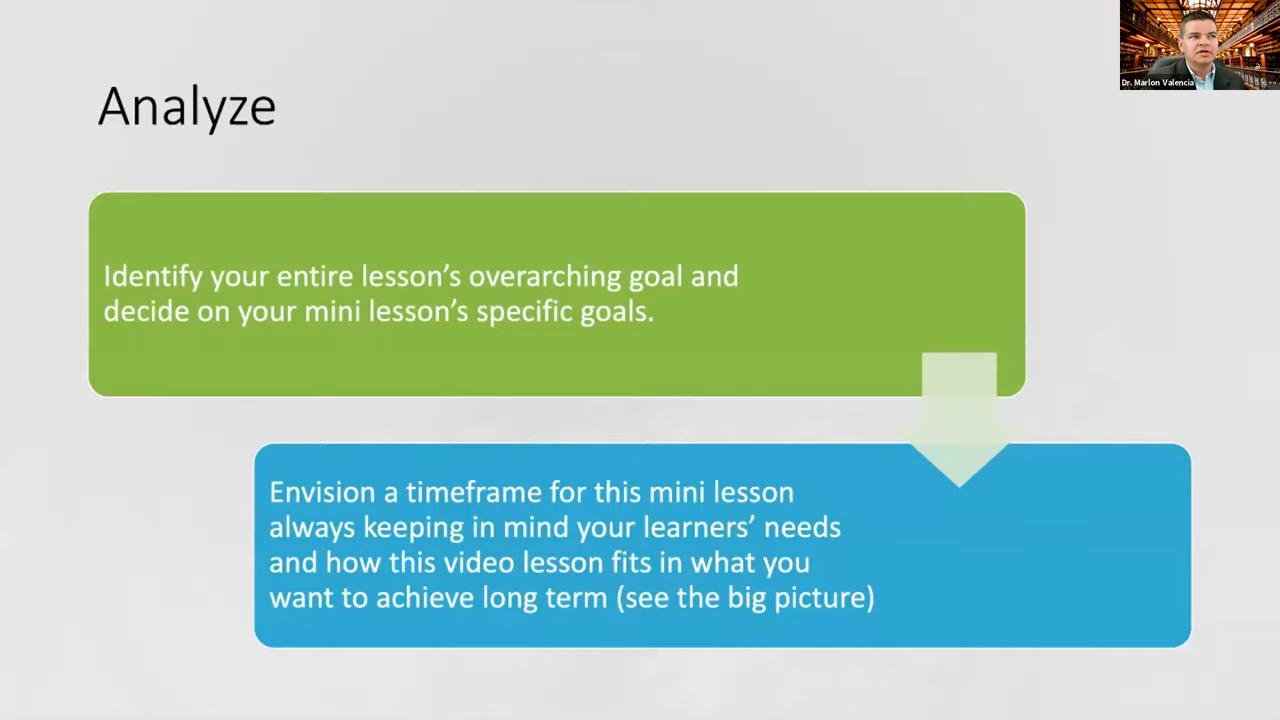 Dr. Marlon Valencia
Analyze
Identify your entire lesson’s overarching goal and
decide on your mini lesson’s specific goals.
Envision a timeframe for this mini lesson
always keeping in mind your learners’ needs
and how this video lesson fits in what you
want to achieve long term (see the big picture)